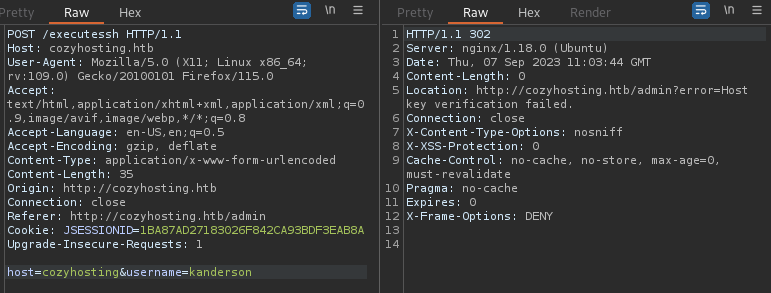 Pretty Raw Hex \n
POST /executessh HTTP/1.1
Host: cozyhosting.htb
User-Agent: Mozilla/5.0 (X11; Linux x86_64;
rv:109.0) Gecko/20100101 Firefox/115.0
Accept:
text/html,application/xhtml+xml,application/xml;q=0
.9,image/avif,image/webp,*/*;q=0.8
Accept-Language: en-US,en;q=0.5
Accept-Encoding: gzip, deflate
Content-Type: application/x-www-form-urlencoded
Content-Length: 35
Origin: http://cozyhosting.htb
Connection: close
Referer: http://cozyhosting.htb/admin
Cookie: JSESSIONID=1BA87AD27183026F842CA93BDF3EAB8A
Upgrade-Insecure-Requests: 1
host=cozyhosting&username=kanderson
Pretty Raw Hex Render \n
1 HTTP/1.1 302
2 Server: nginx/1.18.0 (Ubuntu)
3 Date: Thu, 07 Sep 2023 11:03:44 GMT
4 Content-Length: 0
5 Location: http://cozyhosting.htb/admin?error=Host
key verification failed.
6 Connection: close
7 X-Content-Type-Options: nosniff
8 X-XSS-Protection: 0
9 Cache-Control: no-cache, no-store, max-age=0,
must-revalidate
10 Pragma: no-cache
11 Expires: 0
12 X-Frame-Options: DENY
13
14